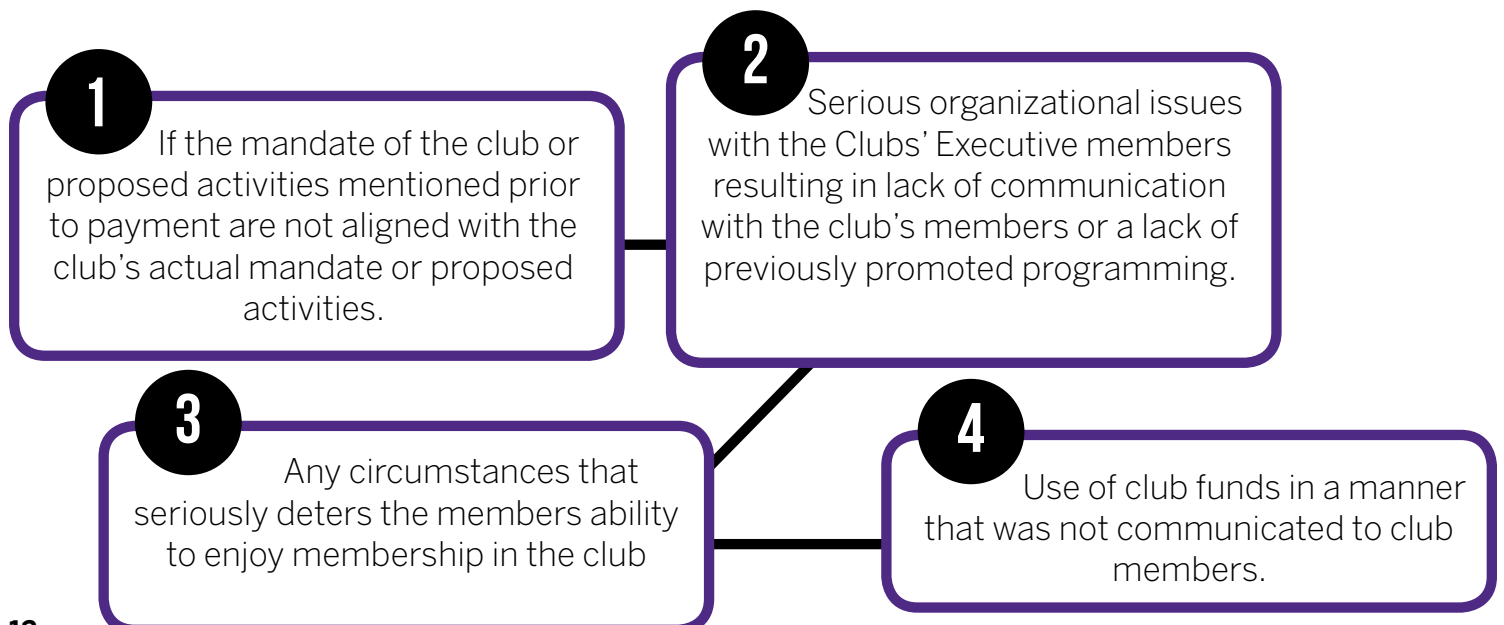 1
If the mandate of the club or
proposed activities mentioned prior
to payment are not aligned with the
club's actual mandate or proposed
activities.
2
Serious organizational issues
with the Clubs' Executive members
resulting in lack of communication
with the club's members or a lack of
previously promoted programming.
3
Any circumstances that
seriously deters the members ability
to enjoy membership in the club
4
Use of club funds in a manner
that was not communicated to club
members.